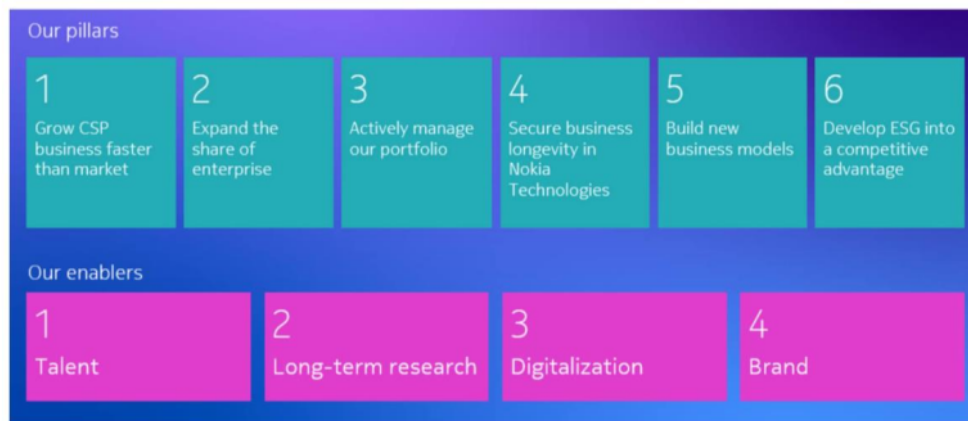 Our pillars
1
Grow CSP
business faster
than market
2
Expand the
share of
enterprise
3
Actively manage
our portfolio
4
Secure business
longevity in
Nokia
Technologies
5
Build new
business models
6
Develop ESG into
a competitive
advantage
Our enablers
1
Talent
2
Long-term research
3
Digitalization
4
Brand